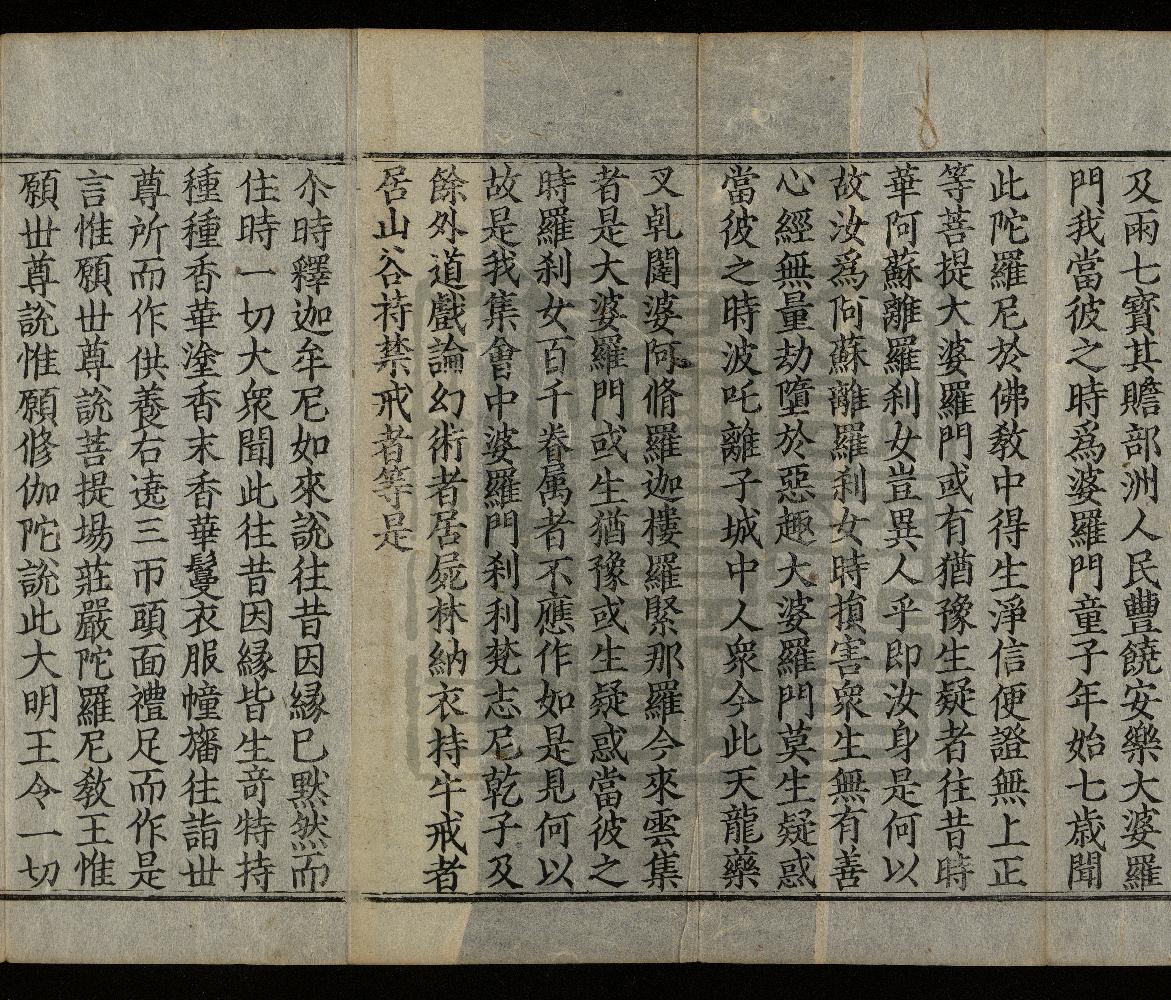 及雨七寳其贍部洲人民豐饒安樂大婆羅
門我當彼之時爲婆羅門童子年始七歳聞
此陀羅尼於佛教中得生淨信便證無上正
等菩提大婆羅門或有猶豫生疑者往昔時
華阿蘇離羅刹女豈異人乎即汝身是何以
故汝爲阿蘇離羅刹女時損害衆生無有善
心經無量劫墮於惡趣大婆羅門莫生疑惑
當彼之時波吒離子城中人衆今此天龍藥
叉乹闥婆阿脩羅迦樓羅緊那羅今來雲集
者是大婆羅門或生猶豫或生疑惑當彼之
時羅刹女百千眷属者不應作如是見何以
故是我集會中婆羅門刹利梵志尼乾子及
餘外道戲論幻術者居屍林納衣持牛戒者
居山谷持禁戒者等是
尒時釋迦牟尼如來說往昔因縁巳默然而
住時一切大衆聞此往昔因縁皆生竒特持
種種香華塗香末香華鬘衣服幢旛往詣丗
尊所而作供養右遶三帀頭面禮足而作是
言惟願丗尊說菩提場莊嚴陀羅尼教王惟
願丗尊說惟願修伽陀說此大明王令一切